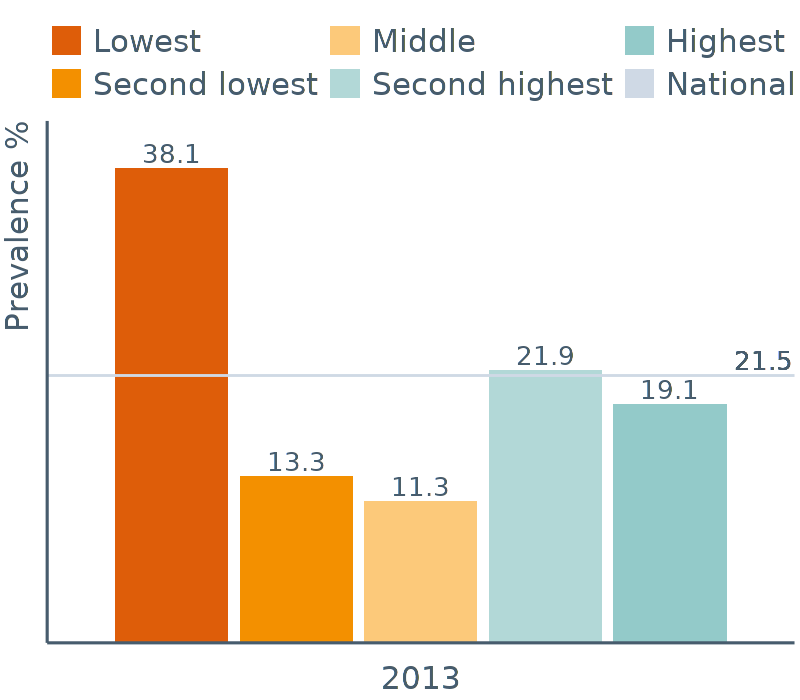 Lowest
Middle
Highest
Second lowest
Second highest
National
Prevalence %
38.1
13.3
11.3
21.9
19.1
21.5
2013